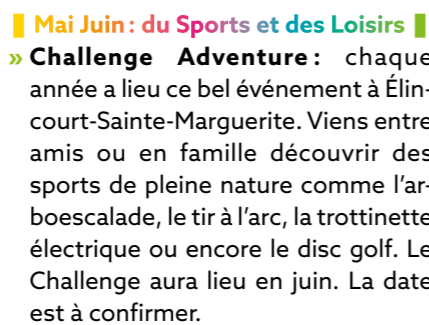 Mai Juin : du Sports et des Loisirs
» Challenge Adventure : chaque
année a lieu ce bel événement à Élin-
court-Sainte-Marguerite. Viens entre
amis ou en famille découvrir des
sports de pleine nature comme l'ar-
boescalade, le tir à l'arc, la trottinette
électrique ou encore le disc golf. Le
Challenge aura lieu en juin. La date
est à confirmer.